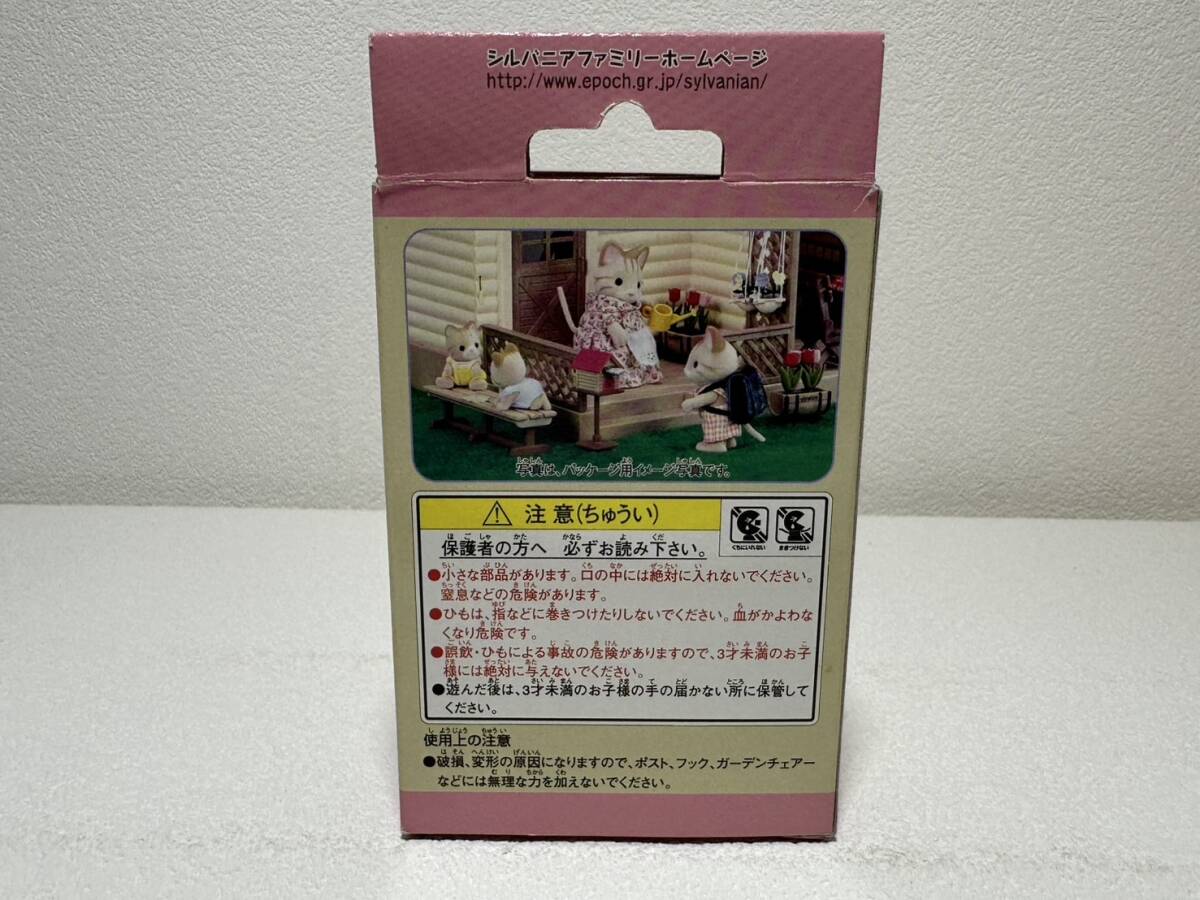 シルバニアファミリーホームページ
http://www.epoch.gr.jp/sylvanian/
写真は、パッケージ用イメージ写真です。
注意(ちゅうい)
くちにいれない まきつけない
保護者の方へ 必ずお読み下さい。
●小さな部品があります。口の中には絶対に入れないでください。
窒息などの危険があります。
●ひもは、指などに巻きつけたりしないでください。血がかよわな
くなり危険です。
●誤飲・ひもによる事故の危険がありますので、3才未満のお子
様には絶対に与えないでください。
●遊んだ後は、3才未満のお子様の手の届かない所に保管して
ください。
使用上の注意
●破損、変形の原因になりますので、ポスト、フック、ガーデンチェアー
などには無理な力を加えないでください。